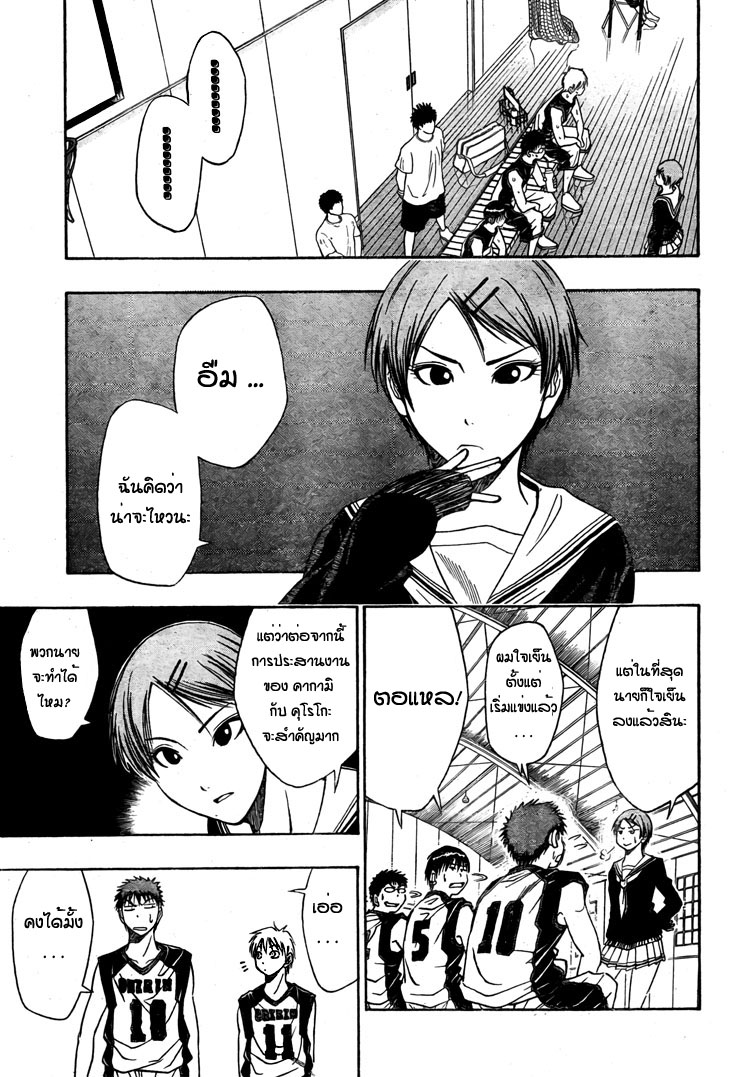 อืม ...
ฉันคิดว่า
น่าจะไหวนะ
แต่ในที่สุด
นายก็ใจเย็น
ลงแล้วสินะ
ผมใจเย็น
ตั้งแต่
เริ่มแข่งแล้ว
. . .
ตอแหล!
แต่ว่าต่อจากนี้
การประสานงาน
ของ คากามิ
กับ คุโรโกะ
จะสำคัญมาก
พวกนาย
จะทำได้
ไหม?
5
10
เอ่อ
. . .
คงได้มั้ง
. . .
SEIRIN
10
SEIRIN
11